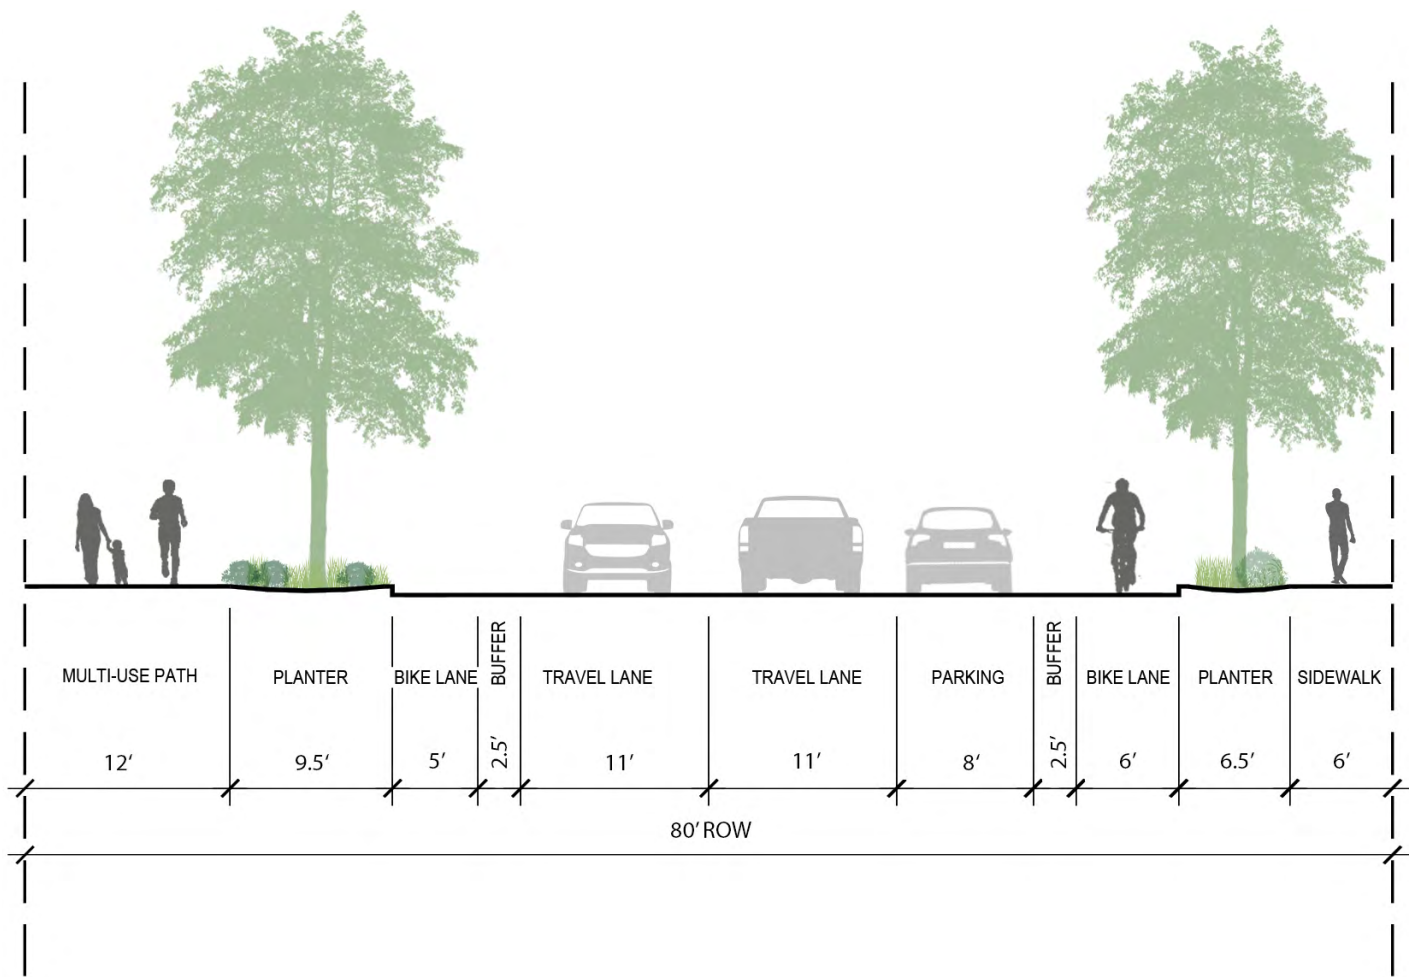 MULTI-USE PATH
PLANTER
BIKE LANE
BUFFER
TRAVEL LANE
TRAVEL LANE
PARKING
BUFFER
BIKE LANE
PLANTER
SIDEWALK
12'
9.5'
5'
2.5'
11'
11'
8'
2.5'
6'
6.5'
6'
80' ROW